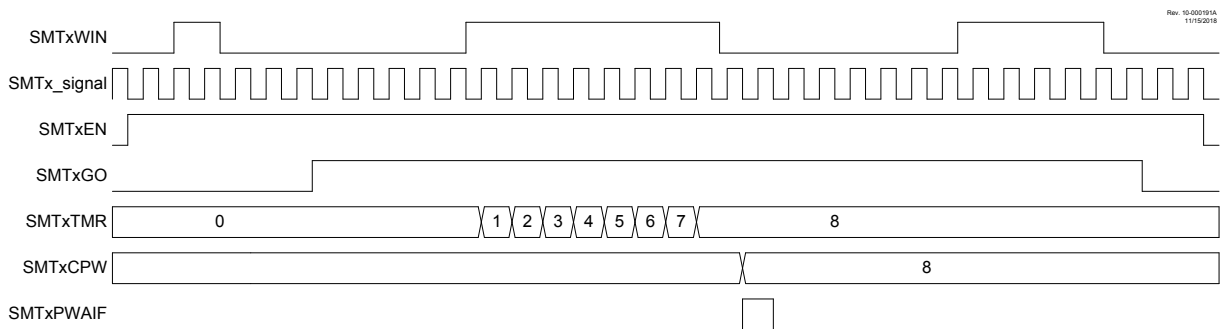 Rev. 10-000191A
11/15/2018
SMTxWIN
SMTx_signal
SMTxEN
SMTxGO
SMTxTMR 0 1 2 3 4 5 6 7 8
SMTxCPW 8
SMTxPWAIF